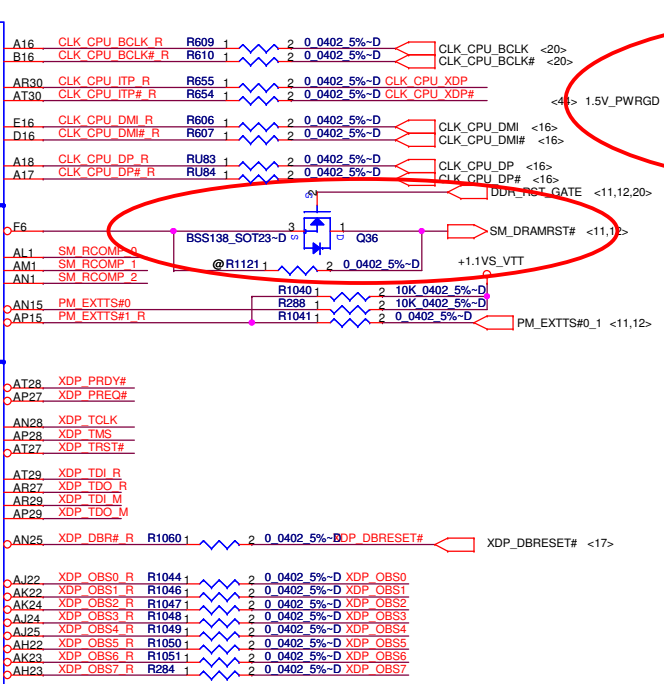 A16 CLK_CPU_BCLK_R R609 1 2 0_0402_5%~D CLK_CPU_BCLK <20>
B16 CLK_CPU_BCLK#_R R610 1 2 0_0402_5%~D CLK_CPU_BCLK# <20>
AR30 CLK_CPU_ITP_R R655 1 2 0_0402_5%~D CLK_CPU_XDP
AT30 CLK_CPU_ITP#_R R654 1 2 0_0402_5%~D CLK_CPU_XDP#
<44> 1.5V_PWRGD
E16 CLK_CPU_DMI_R R606 1 2 0_0402_5%~D CLK_CPU_DMI <16>
D16 CLK_CPU_DMI#_R R607 1 2 0_0402_5%~D CLK_CPU_DMI# <16>
A18 CLK_CPU_DP_R RU83 1 2 0_0402_5%~D CLK_CPU_DP <16>
A17 CLK_CPU_DP#_R RU84 1 2 0_0402_5%~D CLK_CPU_DP# <16>
2 G DDR_RST_GATE <11,12,20>
F6 BSS138_SOT23~D 3 S D 1 Q36 SM_DRAMRST# <11,12>
AL1 SM_RCOMP_0
AM1 SM_RCOMP_1 @R1121 1 2 0_0402_5%~D +1.1VS_VTT
AN1 SM_RCOMP_2
R1040 1 2 10K_0402_5%~D
AN15 PM_EXTTS#0 R288 1 2 10K_0402_5%~D
AP15 PM_EXTTS#1_R R1041 1 2 0_0402_5%~D PM_EXTTS#0_1 <11,12>
AT28 XDP_PRDY#
AP27 XDP_PREQ#
AN28 XDP_TCLK
AP28 XDP_TMS
AT27 XDP_TRST#
AT29 XDP_TDI_R
AR27 XDP_TDO_R
AR29 XDP_TDI_M
AP29 XDP_TDO_M
AN25 XDP_DBR#_R R1060 1 2 0_0402_5%~D XDP_DBRESET# XDP_DBRESET# <17>
AJ22 XDP_OBS0_R R1044 1 2 0_0402_5%~D XDP_OBS0
AK22 XDP_OBS1_R R1046 1 2 0_0402_5%~D XDP_OBS1
AK24 XDP_OBS2_R R1047 1 2 0_0402_5%~D XDP_OBS2
AJ24 XDP_OBS3_R R1048 1 2 0_0402_5%~D XDP_OBS3
AJ25 XDP_OBS4_R R1049 1 2 0_0402_5%~D XDP_OBS4
AH22 XDP_OBS5_R R1050 1 2 0_0402_5%~D XDP_OBS5
AK23 XDP_OBS6_R R1051 1 2 0_0402_5%~D XDP_OBS6
AH23 XDP_OBS7_R R284 1 2 0_0402_5%~D XDP_OBS7